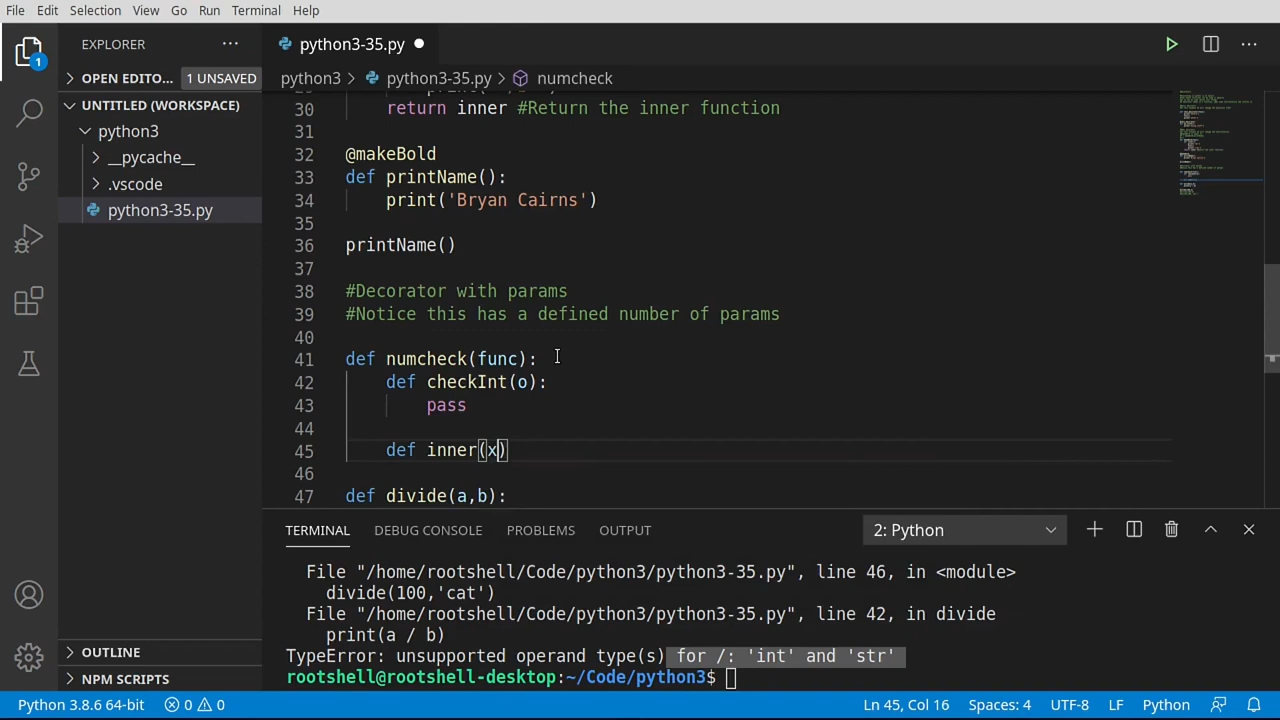 File Edit Selection View Go Run Terminal Help
EXPLORER
python3-35.py
OPEN EDITO... 1 UNSAVED
python3 python3-35.py numcheck
1
UNTITLED (WORKSPACE)
python3
__pycache__
.vscode
python3-35.py
30 return inner #Return the inner function
31
32 @makeBold
33 def printName():
34 print('Bryan Cairns')
35
36 printName()
37
38 #Decorator with params
39 #Notice this has a defined number of params
40
41 def numcheck(func):
42 def checkInt(o):
43 pass
44
45 def inner(x)
46
47 def divide(a,b):
TERMINAL DEBUG CONSOLE PROBLEMS OUTPUT 2: Python
File "/home/rootshell/Code/python3/python3-35.py", line 46, in <module>
divide(100,'cat')
File "/home/rootshell/Code/python3/python3-35.py", line 42, in divide
print(a / b)
TypeError: unsupported operand type(s) for /: 'int' and 'str'
rootshell@rootshell-desktop:~/Code/python3$
OUTLINE
NPM SCRIPTS
Python 3.8.6 64-bit 0 0 Ln 45, Col 16 Spaces: 4 UTF-8 LF Python